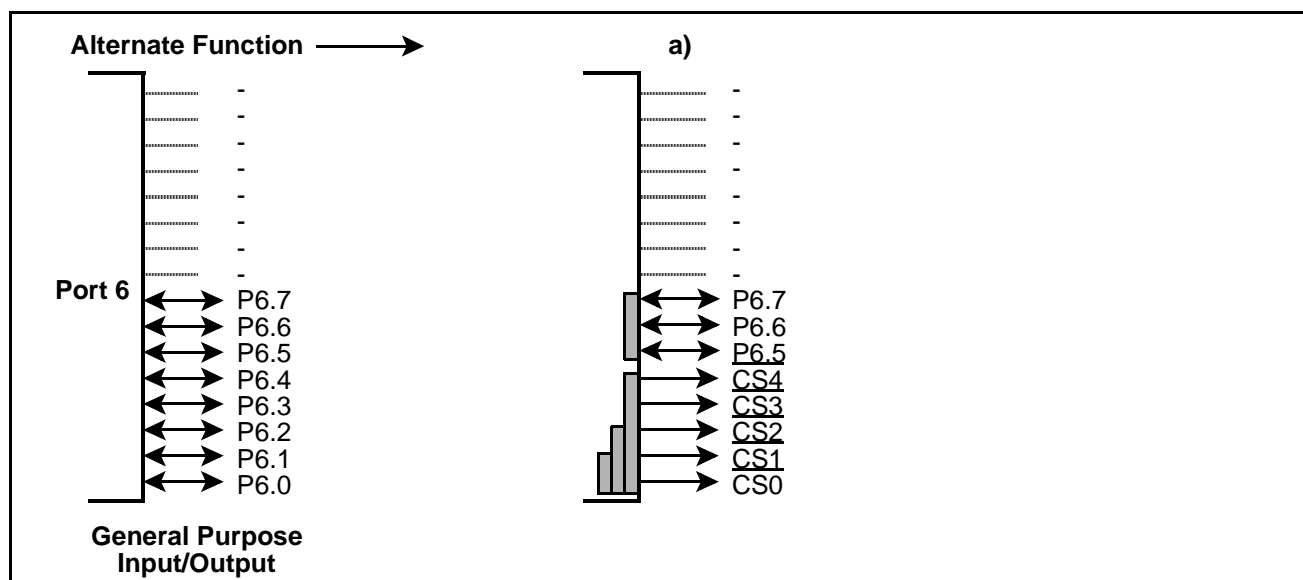 Alternate Function a)
- -
- -
- -
- -
- -
- -
- -
- -
Port 6
P6.7 P6.7
P6.6 P6.6
P6.5 P6.5
P6.4 CS4
P6.3 CS3
P6.2 CS2
P6.1 CS1
P6.0 CS0
General Purpose
Input/Output